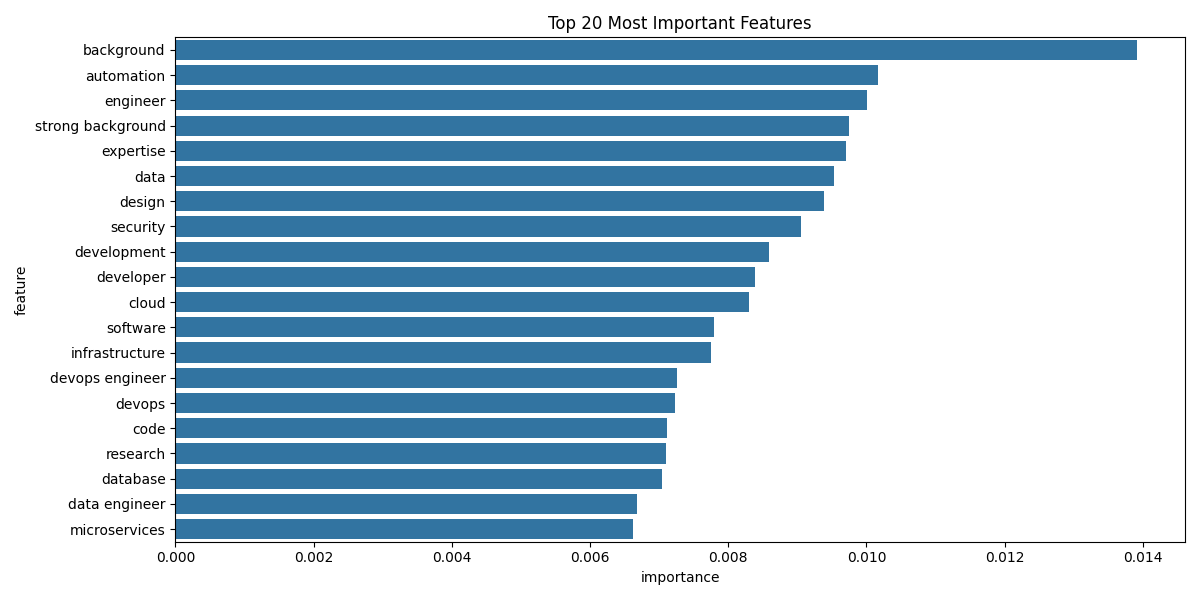 Top 20 Most Important Features
background
automation
engineer
strong background
expertise
data
design
security
development
developer
cloud
software
infrastructure
devops engineer
devops
code
research
database
data engineer
microservices
feature
0.000 0.002 0.004 0.006 0.008 0.010 0.012 0.014
importance